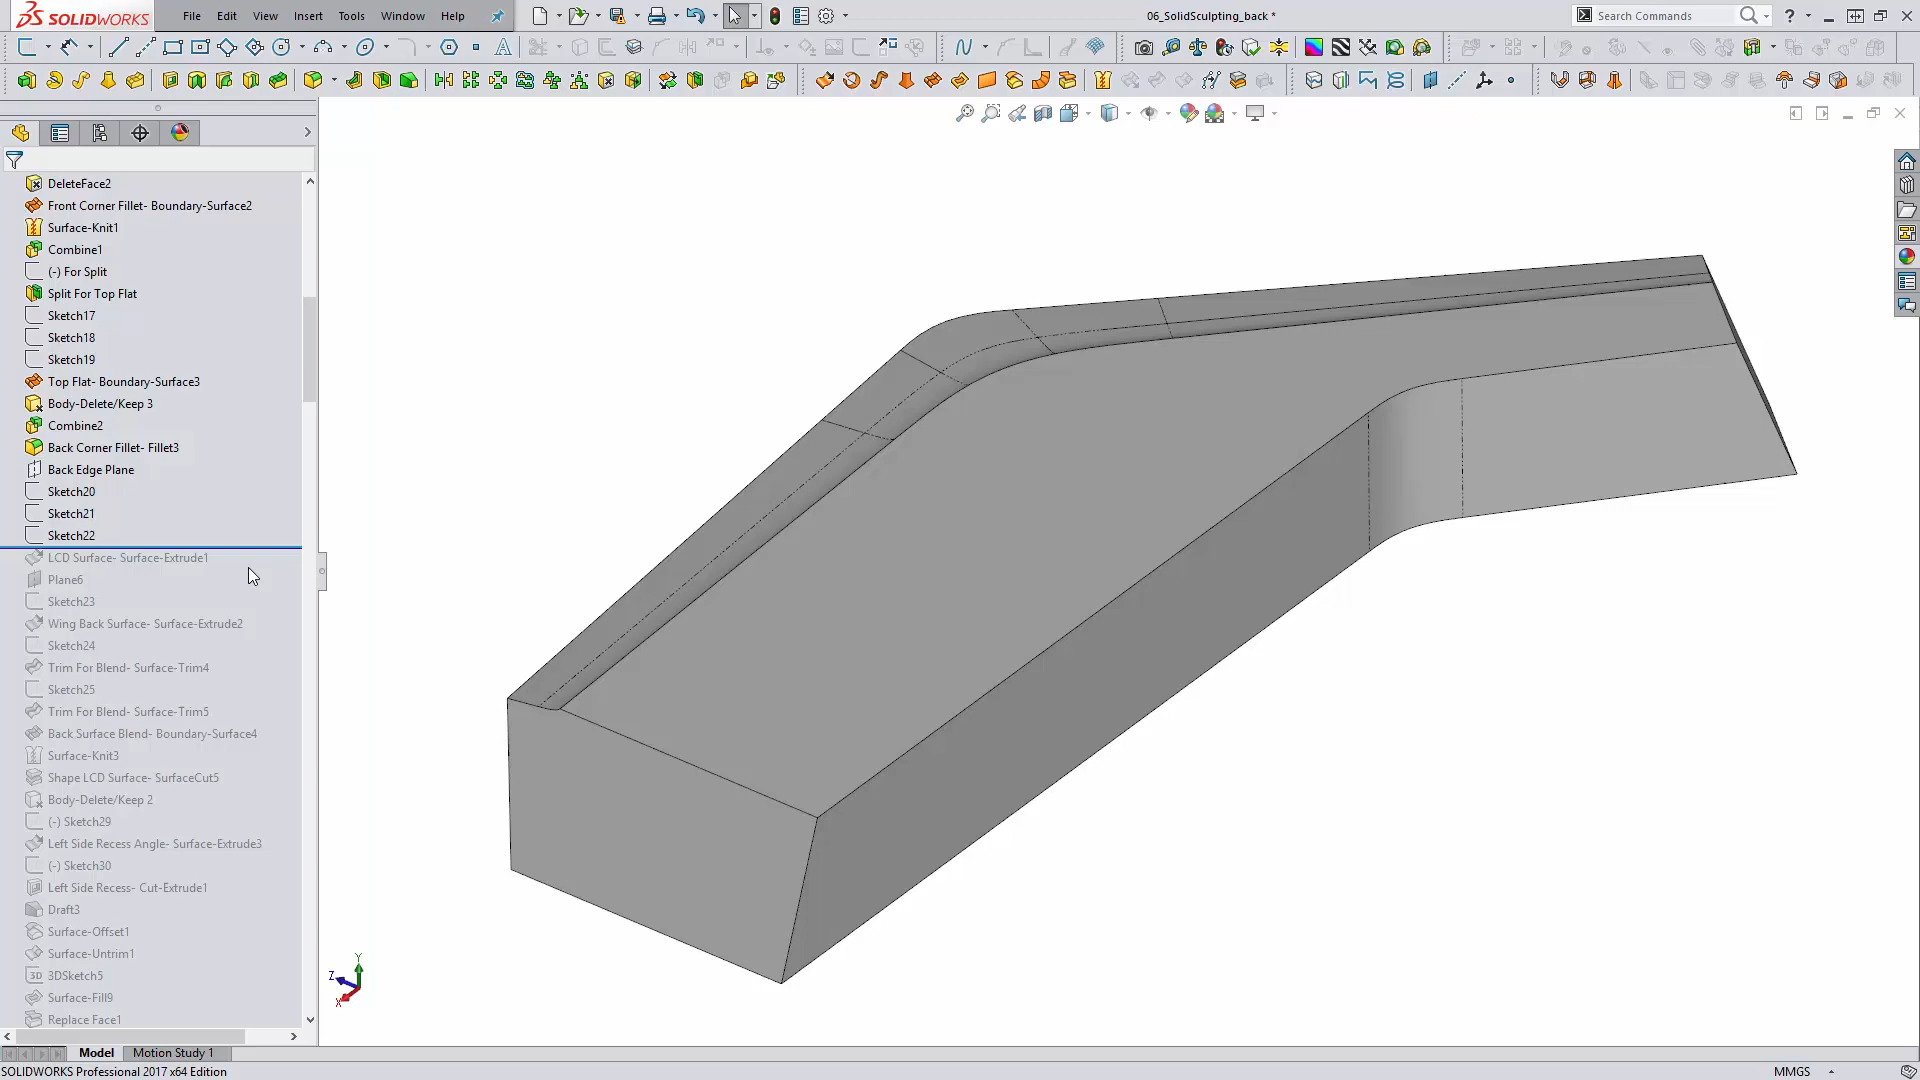 SOLIDWORKS
File Edit View Insert Tools Window Help
06_SolidSculpting_back *
Search Commands
DeleteFace2
Front Corner Fillet- Boundary-Surface2
Surface-Knit1
Combine1
(-) For Split
Split For Top Flat
Sketch17
Sketch18
Sketch19
Top Flat- Boundary-Surface3
Body-Delete/Keep 3
Combine2
Back Corner Fillet- Fillet3
Back Edge Plane
Sketch20
Sketch21
Sketch22
LCD Surface- Surface-Extrude1
Plane6
Sketch23
Wing Back Surface- Surface-Extrude2
Sketch24
Trim For Blend- Surface-Trim4
Sketch25
Trim For Blend- Surface-Trim5
Back Surface Blend- Boundary-Surface4
Surface-Knit3
Shape LCD Surface- SurfaceCut5
Body-Delete/Keep 2
(-) Sketch29
Left Side Recess Angle- Surface-Extrude3
(-) Sketch30
Left Side Recess- Cut-Extrude1
Draft3
Surface-Offset1
Surface-Untrim1
3D 3DSketch5
Surface-Fill9
Replace Face1
Y
Z
X
Model Motion Study 1
SOLIDWORKS Professional 2017 x64 Edition
MMGS